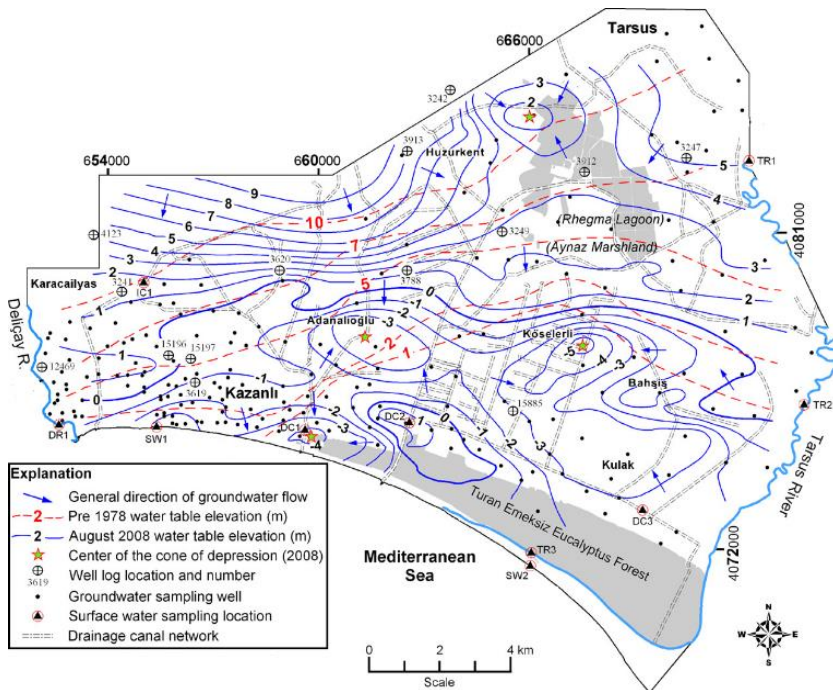 Tarsus
666000
3242
3
2
3913
Huzurkent
3247
5
TR1
3912
654000
660000
9
8
7
6
5
4
3
2
10
7
4
(Rhegma Lagoon)
(Aynaz Marshland)
3249
4081000
4123
3620
3788
3
2
1
Karacailyas
3241
IC1
1
5
0
-1
-2
-3
Adanalıoğlu
2
1
Köselerli
-5
-4
-3
Bahşiş
Deliçay R.
15196
15197
12469
1
0
-1
3619
Kazanlı
DR1
SW1
DC1
-2
-3
-4
DC2
1
0
-1
-2
-3
15885
Kulak
TR2
Tarsus River
DC3
Turan Emeksiz Eucalyptus Forest
TR3
SW2
4072000
Mediterranean
Sea
Explanation
General direction of groundwater flow
2 Pre 1978 water table elevation (m)
2 August 2008 water table elevation (m)
Center of the cone of depression (2008)
Well log location and number
3619
Groundwater sampling well
Surface water sampling location
Drainage canal network
0 2 4 km
Scale
N
W E
S